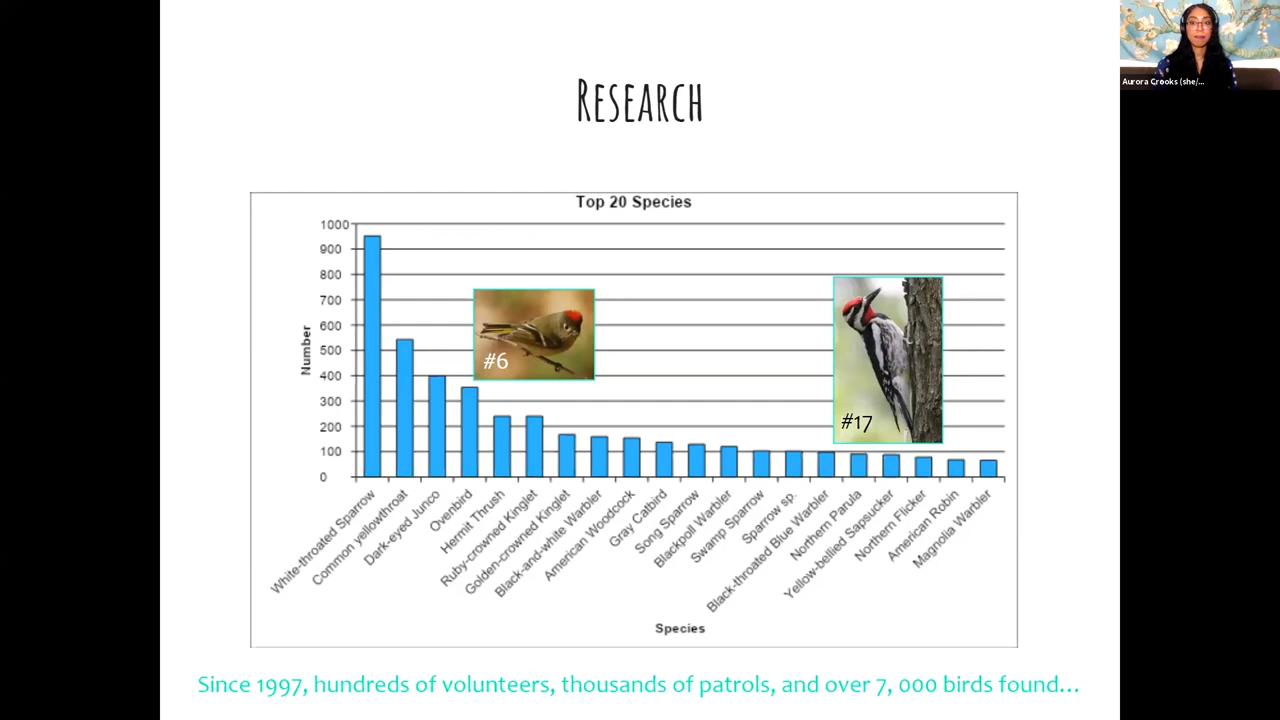 Aurora Crooks (she/...
Research
Top 20 Species
1000
900
800
700
600
500
400
300
200
100
0
Number
#6
#17
White-throated Sparrow
Common yellowthroat
Dark-eyed Junco
Ovenbird
Hermit Thrush
Ruby-crowned Kinglet
Golden-crowned Kinglet
Black-and-white Warbler
American Woodcock
Gray Catbird
Song Sparrow
Blackpoll Warbler
Swamp Sparrow
Sparrow sp.
Black-throated Blue Warbler
Northern Parula
Yellow-bellied Sapsucker
Northern Flicker
American Robin
Magnolia Warbler
Species
Since 1997, hundreds of volunteers, thousands of patrols, and over 7, 000 birds found...